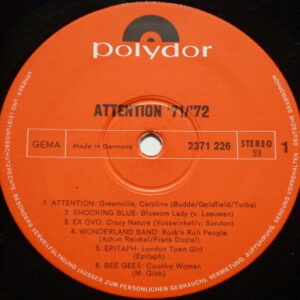 polydor
ATTENTION '71/'72
GEMA
Made in Germany
2371 226
STEREO
33
1
1. ATTENTION: Greenville, Carolina (Budde/Goldfield/Turba)
2. SHOCKING BLUE: Blossom Lady (v. Leeuwen)
3. EX OVO: Crazy Nature (Vosswinkel/v. Sanden)
4. WONDERLAND BAND: Rock'n Roll People
(Achim Reichel/Frank Dostal)
5. EPITAPH: London Town Girl
(Epitaph)
6. BEE GEES: Country Woman
(M. Gibb)